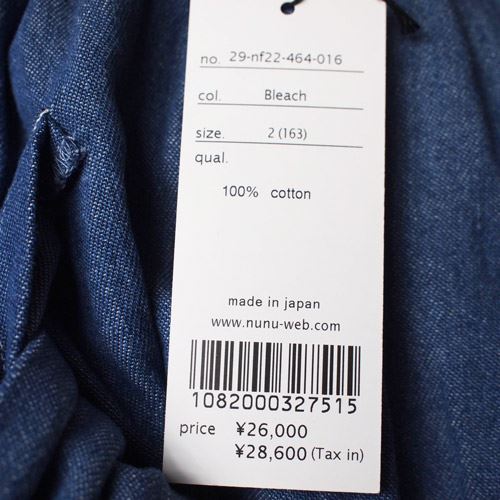 no. 29-nf22-464-016
col. Bleach
size. 2 (163)
qual.
100% cotton
made in japan
www.nunu-web.com
1082000327515
price ¥26,000
¥28,600 (Tax in)